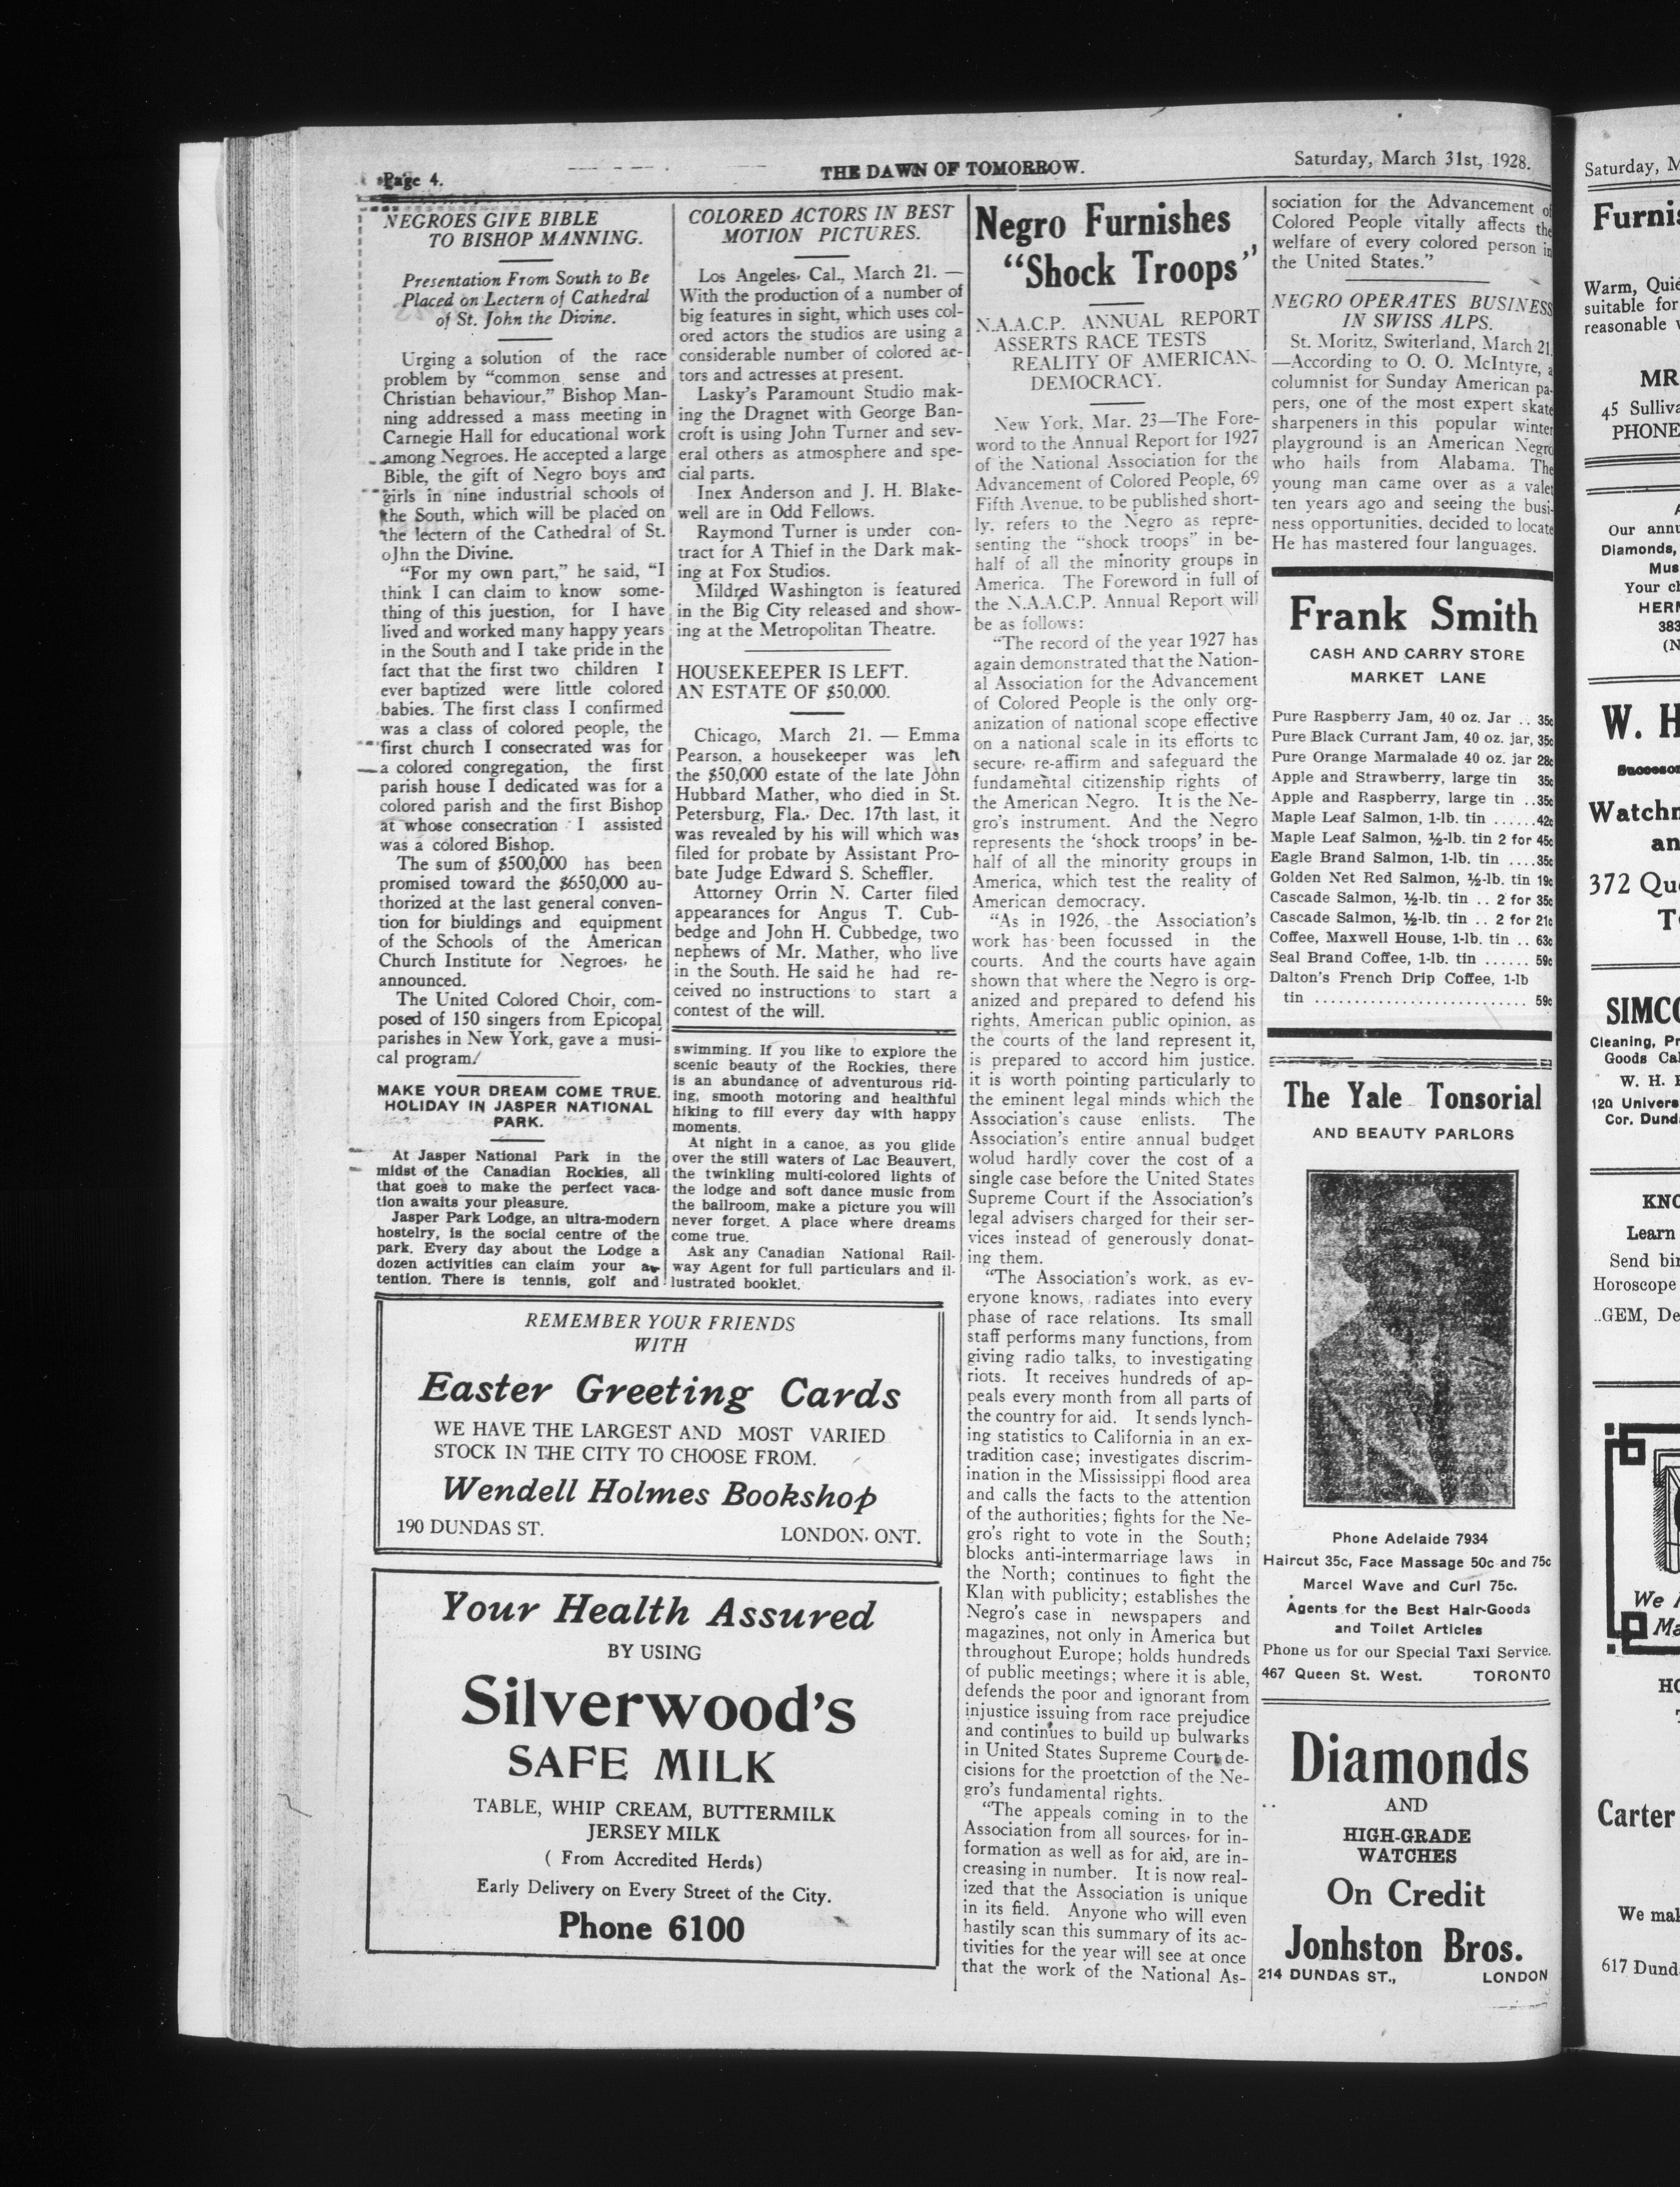 Page 4.
THE DAWN OF TOMORROW.
Saturday, March 31st, 1928.
NEGROES GIVE BIBLE
TO BISHOP MANNING.
Presentation From South to Be
Placed on Lectern of Cathedral
of St. John the Divine.
Urging a solution of the race
problem by "common sense and
Christian behaviour." Bishop Man-
ning addressed a mass meeting in
Carnegie Hall for educational work
among Negroes. He accepted a large
Bible, the gift of Negro boys and
girls in nine industrial schools of
the South, which will be placed on
the lectern of the Cathedral of St.
oJhn the Divine.
"For my own part," he said, "I
think I can claim to know some-
thing of this juestion, for I have
lived and worked many happy years
in the South and I take pride in the
fact that the first two children I
ever baptized were little colored
babies. The first class I confirmed
was a class of colored people, the
first church I consecrated was for
a colored congregation, the first
parish house I dedicated was for a
colored parish and the first Bishop
at whose consecration I assisted
was a colored Bishop.
The sum of $500,000 has been
promised toward the $650,000 au-
thorized at the last general conven-
tion for biuldings and equipment
of the Schools of the American
Church Institute for Negroes, he
announced.
The United Colored Choir, com-
posed of 150 singers from Epicopal
parishes in New York, gave a musi-
cal program/
MAKE YOUR DREAM COME TRUE.
HOLIDAY IN JASPER NATIONAL
PARK.
At Jasper National Park in the
midst of the Canadian Rockies, all
that goes to make the perfect vaca-
tion awaits your pleasure.
Jasper Park Lodge, an ultra-modern
hostelry, is the social centre of the
park. Every day about the Lodge a
dozen activities can claim your at-
tention. There is tennis, golf and
COLORED ACTORS IN BEST
MOTION PICTURES.
Los Angeles, Cal., March 21. —
With the production of a number of
big features in sight, which uses col-
ored actors the studios are using a
considerable number of colored ac-
tors and actresses at present.
Lasky's Paramount Studio mak-
ing the Dragnet with George Ban-
croft is using John Turner and sev-
eral others as atmosphere and spe-
cial parts.
Inex Anderson and J. H. Blake-
well are in Odd Fellows.
Raymond Turner is under con-
tract for A Thief in the Dark mak-
ing at Fox Studios.
Mildred Washington is featured
in the Big City released and show-
ing at the Metropolitan Theatre.
HOUSEKEEPER IS LEFT.
AN ESTATE OF $50,000.
Chicago, March 21. — Emma
Pearson, a housekeeper was left
the $50,000 estate of the late John
Hubbard Mather, who died in St.
Petersburg, Fla., Dec. 17th last, it
was revealed by his will which was
filed for probate by Assistant Pro-
bate Judge Edward S. Scheffler.
Attorney Orrin N. Carter filed
appearances for Angus T. Cub-
bedge and John H. Cubbedge, two
nephews of Mr. Mather, who live
in the South. He said he had re-
ceived no instructions to start a
contest of the will.
swimming. If you like to explore the
scenic beauty of the Rockies, there
is an abundance of adventurous rid-
ing, smooth motoring and healthful
hiking to fill every day with happy
moments.
At night in a canoe, as you glide
over the still waters of Lac Beauvert,
the twinkling multi-colored lights of
the lodge and soft dance music from
the ballroom, make a picture you will
never forget. A place where dreams
come true.
Ask any Canadian National Rail-
way Agent for full particulars and il-
lustrated booklet.
REMEMBER YOUR FRIENDS
WITH
Easter Greeting Cards
WE HAVE THE LARGEST AND MOST VARIED
STOCK IN THE CITY TO CHOOSE FROM.
Wendell Holmes Bookshop
190 DUNDAS ST. LONDON, ONT.
Your Health Assured
BY USING
Silverwood's
SAFE MILK
TABLE, WHIP CREAM, BUTTERMILK
JERSEY MILK
( From Accredited Herds)
Early Delivery on Every Street of the City.
Phone 6100
Negro Furnishes
"Shock Troops"
N.A.A.C.P. ANNUAL REPORT
ASSERTS RACE TESTS
REALITY OF AMERICAN
DEMOCRACY.
New York, Mar. 23—The Fore-
word to the Annual Report for 1927
of the National Association for the
Advancement of Colored People, 69
Fifth Avenue, to be published short-
ly, refers to the Negro as repre-
senting the "shock troops" in be-
half of all the minority groups in
America. The Foreword in full of
the N.A.A.C.P. Annual Report will
be as follows:
"The record of the year 1927 has
again demonstrated that the Nation-
al Association for the Advancement
of Colored People is the only org-
anization of national scope effective
on a national scale in its efforts to
secure, re-affirm and safeguard the
fundamental citizenship rights of
the American Negro. It is the Ne-
gro's instrument. And the Negro
represents the 'shock troops' in be-
half of all the minority groups in
America, which test the reality of
American democracy.
"As in 1926, the Association's
work has been focussed in the
courts. And the courts have again
shown that where the Negro is org-
anized and prepared to defend his
rights, American public opinion, as
the courts of the land represent it,
is prepared to accord him justice.
it is worth pointing particularly to
the eminent legal minds which the
Association's cause enlists. The
Association's entire annual budget
wolud hardly cover the cost of a
single case before the United States
Supreme Court if the Association's
legal advisers charged for their ser-
vices instead of generously donat-
ing them.
"The Association's work, as ev-
eryone knows, radiates into every
phase of race relations. Its small
staff performs many functions, from
giving radio talks, to investigating
riots. It receives hundreds of ap-
peals every month from all parts of
the country for aid. It sends lynch-
ing statistics to California in an ex-
tradition case; investigates discrim-
ination in the Mississippi flood area
and calls the facts to the attention
of the authorities; fights for the Ne-
gro's right to vote in the South;
blocks anti-intermarriage laws in
the North; continues to fight the
Klan with publicity; establishes the
Negro's case in newspapers and
magazines, not only in America but
throughout Europe; holds hundreds
of public meetings; where it is able,
defends the poor and ignorant from
injustice issuing from race prejudice
and continues to build up bulwarks
in United States Supreme Court de-
cisions for the proetction of the Ne-
gro's fundamental rights.
"The appeals coming in to the
Association from all sources, for in-
formation as well as for aid, are in-
creasing in number. It is now real-
ized that the Association is unique
in its field. Anyone who will even
hastily scan this summary of its ac-
tivities for the year will see at once
that the work of the National As-
sociation for the Advancement of
Colored People vitally affects the
welfare of every colored person in
the United States."
NEGRO OPERATES BUSINESS
IN SWISS ALPS.
St. Moritz, Switerland, March 21.
—According to O. O. McIntyre, a
columnist for Sunday American pa-
pers, one of the most expert skate
sharpeners in this popular winter
playground is an American Negro
who hails from Alabama. The
young man came over as a valet
ten years ago and seeing the busi-
ness opportunities, decided to locate
He has mastered four languages.
Frank Smith
CASH AND CARRY STORE
MARKET LANE
Pure Raspberry Jam, 40 oz. Jar .. 35c
Pure Black Currant Jam, 40 oz. jar, 35c
Pure Orange Marmalade 40 oz. jar 28c
Apple and Strawberry, large tin 35c
Apple and Raspberry, large tin ..35c
Maple Leaf Salmon, 1-lb. tin ......42c
Maple Leaf Salmon, ½-lb. tin 2 for 45c
Eagle Brand Salmon, 1-lb. tin ....35c
Golden Net Red Salmon, ½-lb. tin 19c
Cascade Salmon, ½-lb. tin .. 2 for 35c
Cascade Salmon, ½-lb. tin .. 2 for 21c
Coffee, Maxwell House, 1-lb. tin .. 63c
Seal Brand Coffee, 1-lb. tin ...... 59c
Dalton's French Drip Coffee, 1-lb
tin .......................... 59c
The Yale Tonsorial
AND BEAUTY PARLORS
Phone Adelaide 7934
Haircut 35c, Face Massage 50c and 75c
Marcel Wave and Curl 75c.
Agents for the Best Hair-Goods
and Toilet Articles
Phone us for our Special Taxi Service.
467 Queen St. West. TORONTO
Diamonds
AND
HIGH-GRADE
WATCHES
On Credit
Jonhston Bros.
214 DUNDAS ST., LONDON
Saturday, M
Furnis
Warm, Quie
suitable for
reasonable
MR
45 Sulliva
PHONE
Our annu
Diamonds,
Mus
Your cl
HERM
383
(N
W. H
Successor
Watchm
an
372 Que
T
SIMCO
Cleaning, Pr
Goods Cal
W. H.
120 Univers
Cor. Dund
KNO
Learn
Send bir
Horoscope
..GEM, De
We
Ma
HO
Carter
We mak
617 Dund